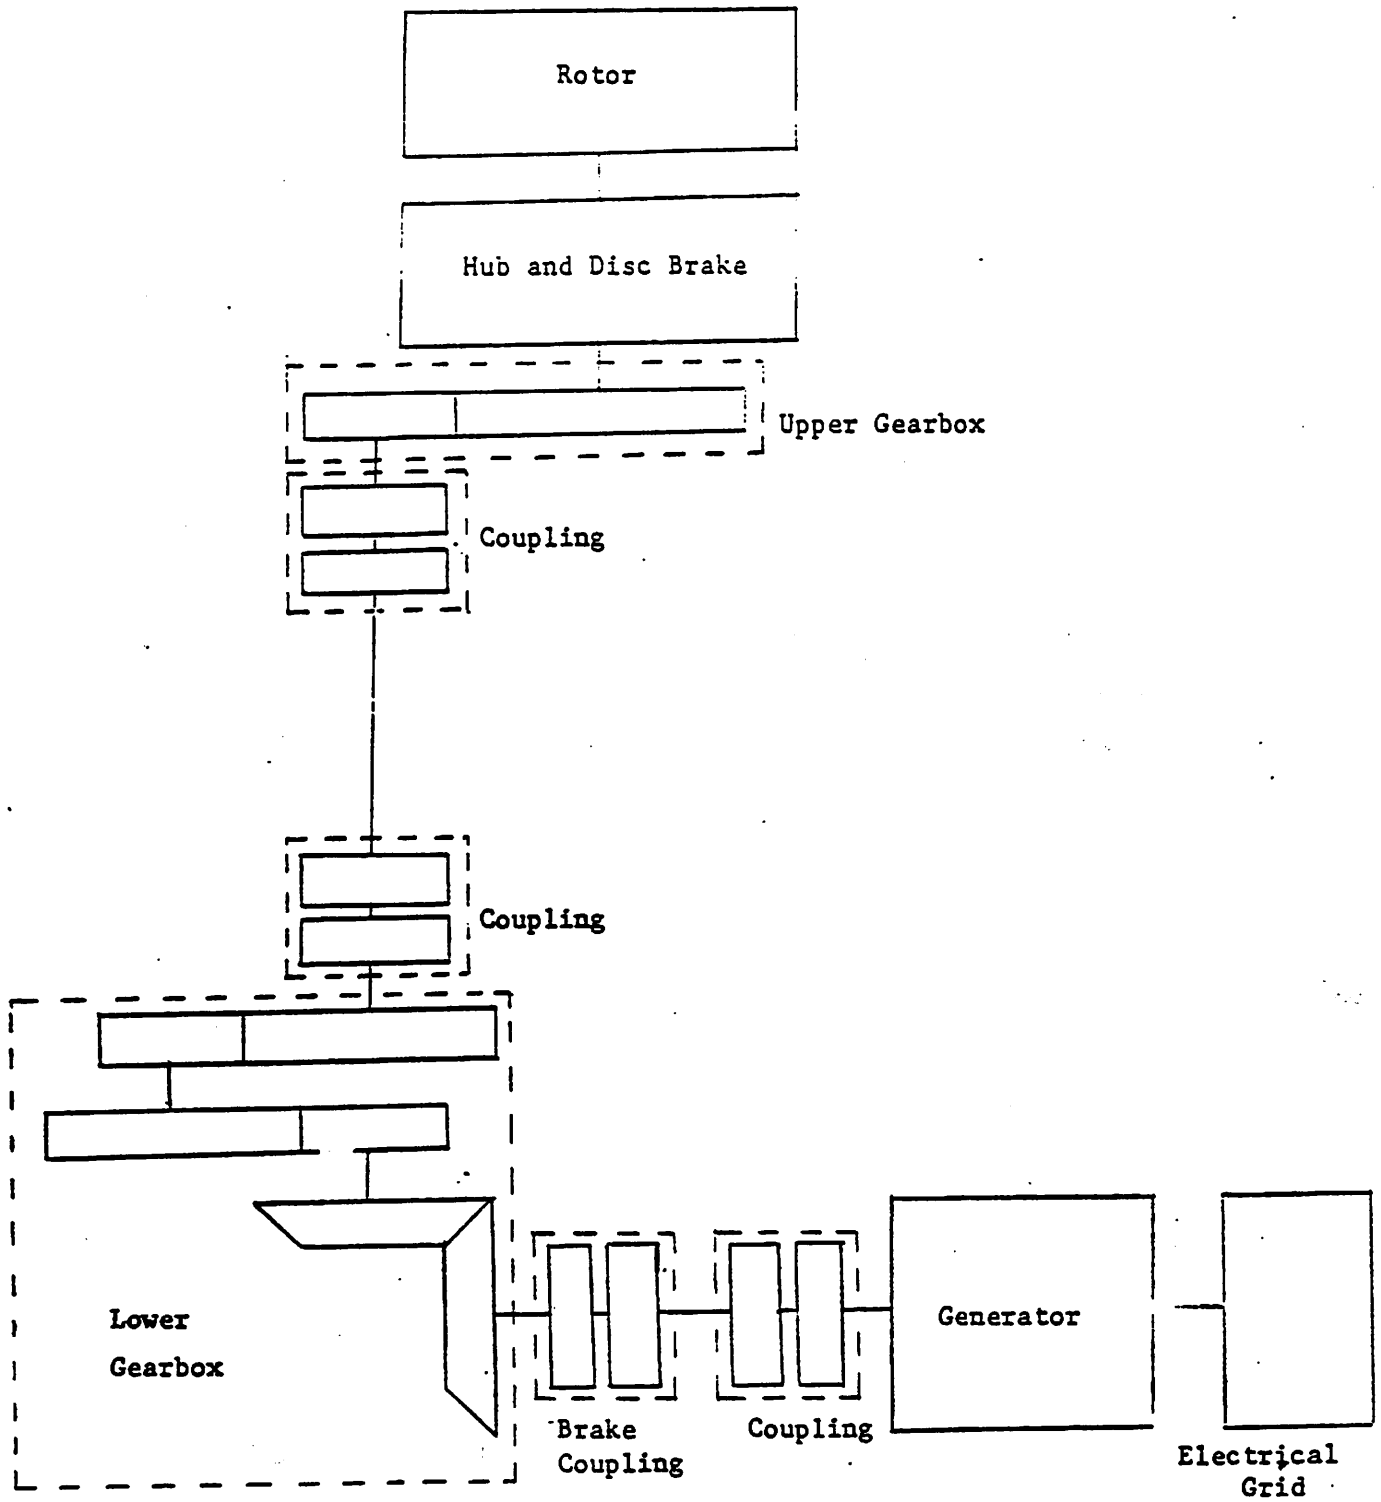 Rotor
Hub and Disc Brake
Upper Gearbox
Coupling
Coupling
Lower
Gearbox
Brake
Coupling
Coupling
Generator
Electrical
Grid